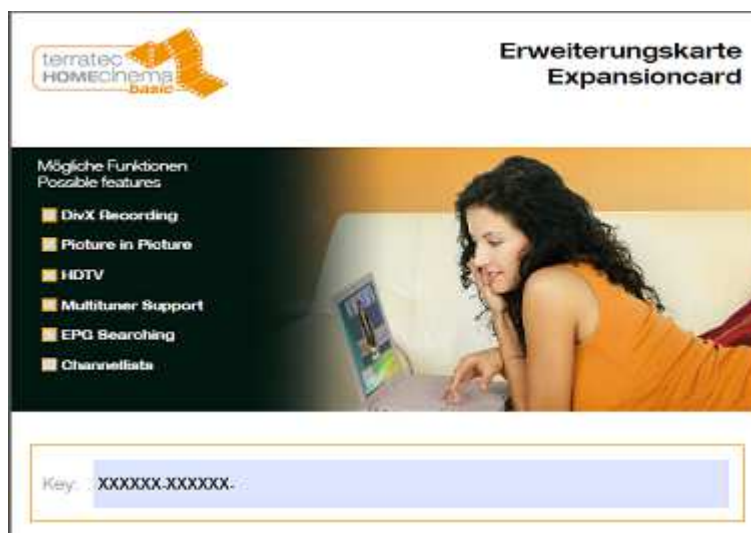 terratec
HOMECinema
basic
Erweiterungskarte
Expansioncard
Mögliche Funktionen
Possible features
DivX Recording
Picture in Picture
HDTV
Multituner Support
EPG Searching
Channellists
Key: XXXXXX-XXXXXX-